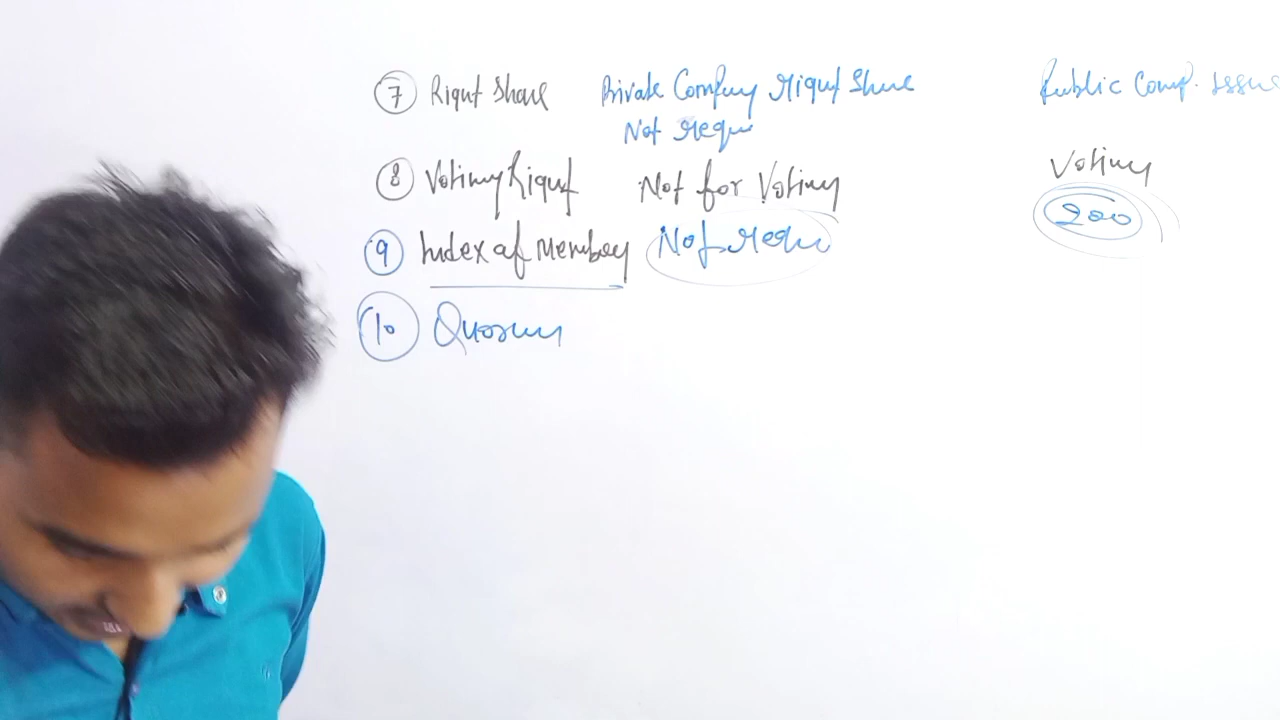 7 Right Share Private Company Right Share Public Comp. Issue
Not requ
8 Voting Right Not for Voting Voting
9 Index of Member Not requ 200
10 Quorum